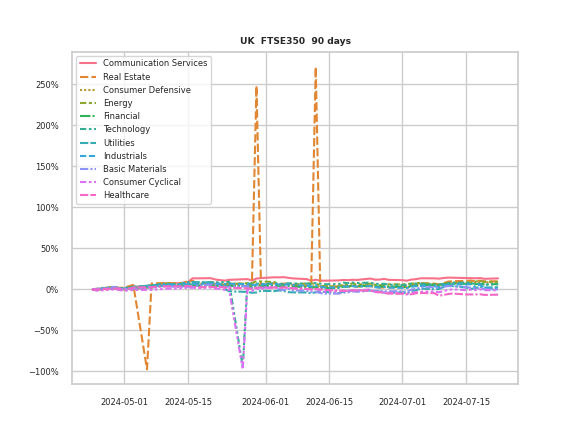 UK FTSE350 90 days
Communication Services
Real Estate
Consumer Defensive
Energy
Financial
Technology
Utilities
Industrials
Basic Materials
Consumer Cyclical
Healthcare
250%
200%
150%
100%
50%
0%
−50%
−100%
2024-05-01 2024-05-15 2024-06-01 2024-06-15 2024-07-01 2024-07-15